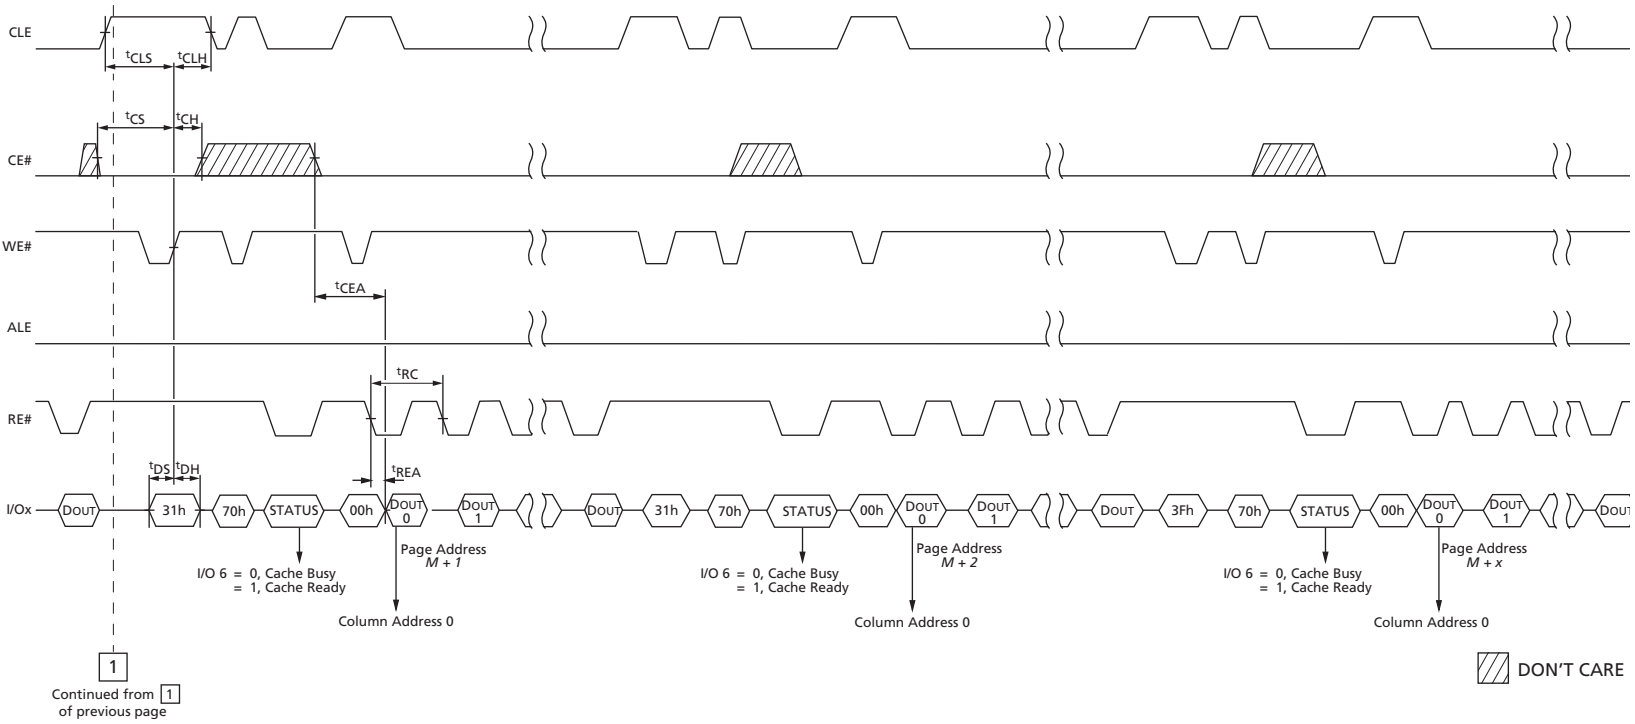 CLE
tCLS
tCLH
tCS
tCH
CE#
WE#
tCEA
ALE
tRC
RE#
tDS
tDH
tREA
I/Ox
DOUT
31h
70h
STATUS
00h
DOUT
0
DOUT
1
DOUT
31h
70h
STATUS
00h
DOUT
0
DOUT
1
DOUT
3Fh
70h
STATUS
00h
DOUT
0
DOUT
1
DOUT
Page Address
M + 1
I/O 6 = 0, Cache Busy
= 1, Cache Ready
Column Address 0
Page Address
M + 2
I/O 6 = 0, Cache Busy
= 1, Cache Ready
Column Address 0
Page Address
M + x
I/O 6 = 0, Cache Busy
= 1, Cache Ready
Column Address 0
1
Continued from 1
of previous page
DON'T CARE